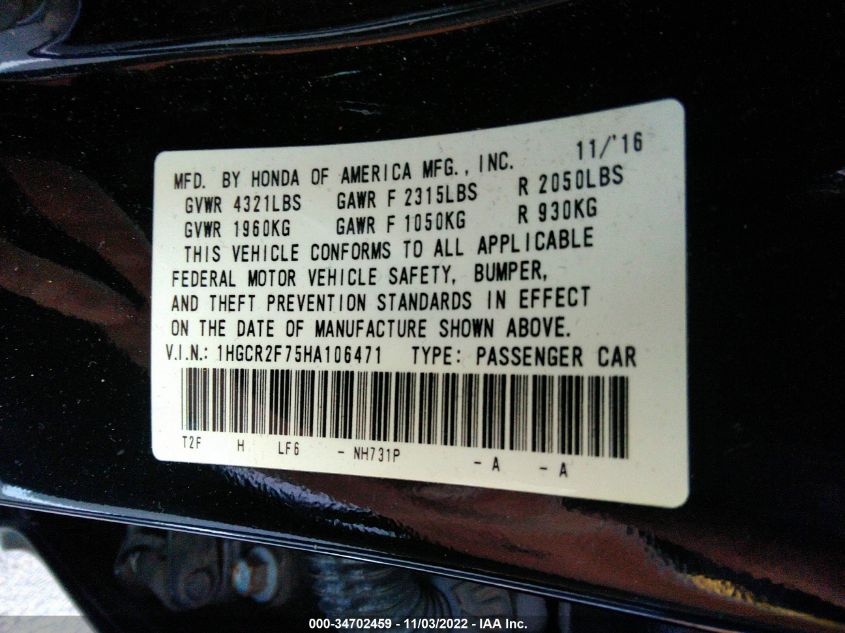 11/'16
MFD. BY HONDA OF AMERICA MFG., INC.
GVWR 4321LBS GAWR F 2315LBS R 2050LBS
GVWR 1960KG GAWR F 1050KG R 930KG
THIS VEHICLE CONFORMS TO ALL APPLICABLE
FEDERAL MOTOR VEHICLE SAFETY, BUMPER,
AND THEFT PREVENTION STANDARDS IN EFFECT
ON THE DATE OF MANUFACTURE SHOWN ABOVE.
V.I.N.: 1HGCR2F75HA106471 TYPE: PASSENGER CAR
T2F H LF6 - NH731P - A - A
000-34702459 - 11/03/2022 - IAA Inc.